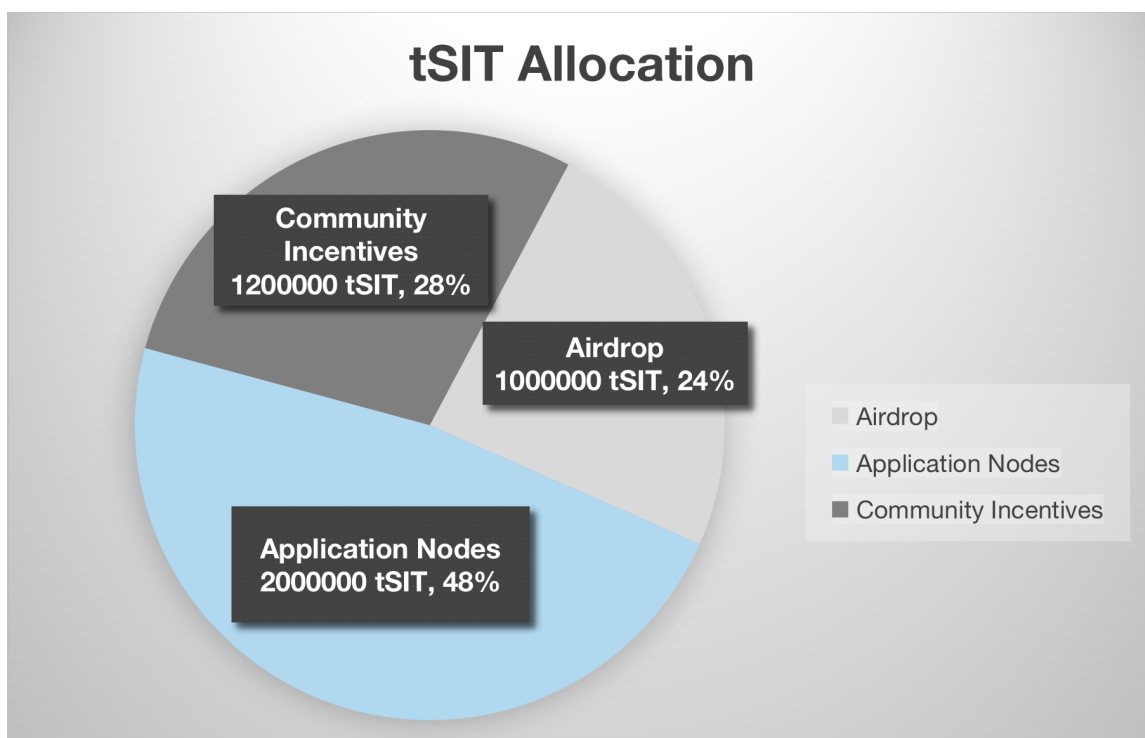 tSIT Allocation
Community
Incentives
1200000 tSIT, 28%
Airdrop
1000000 tSIT, 24%
Application Nodes
2000000 tSIT, 48%
Airdrop
Application Nodes
Community Incentives